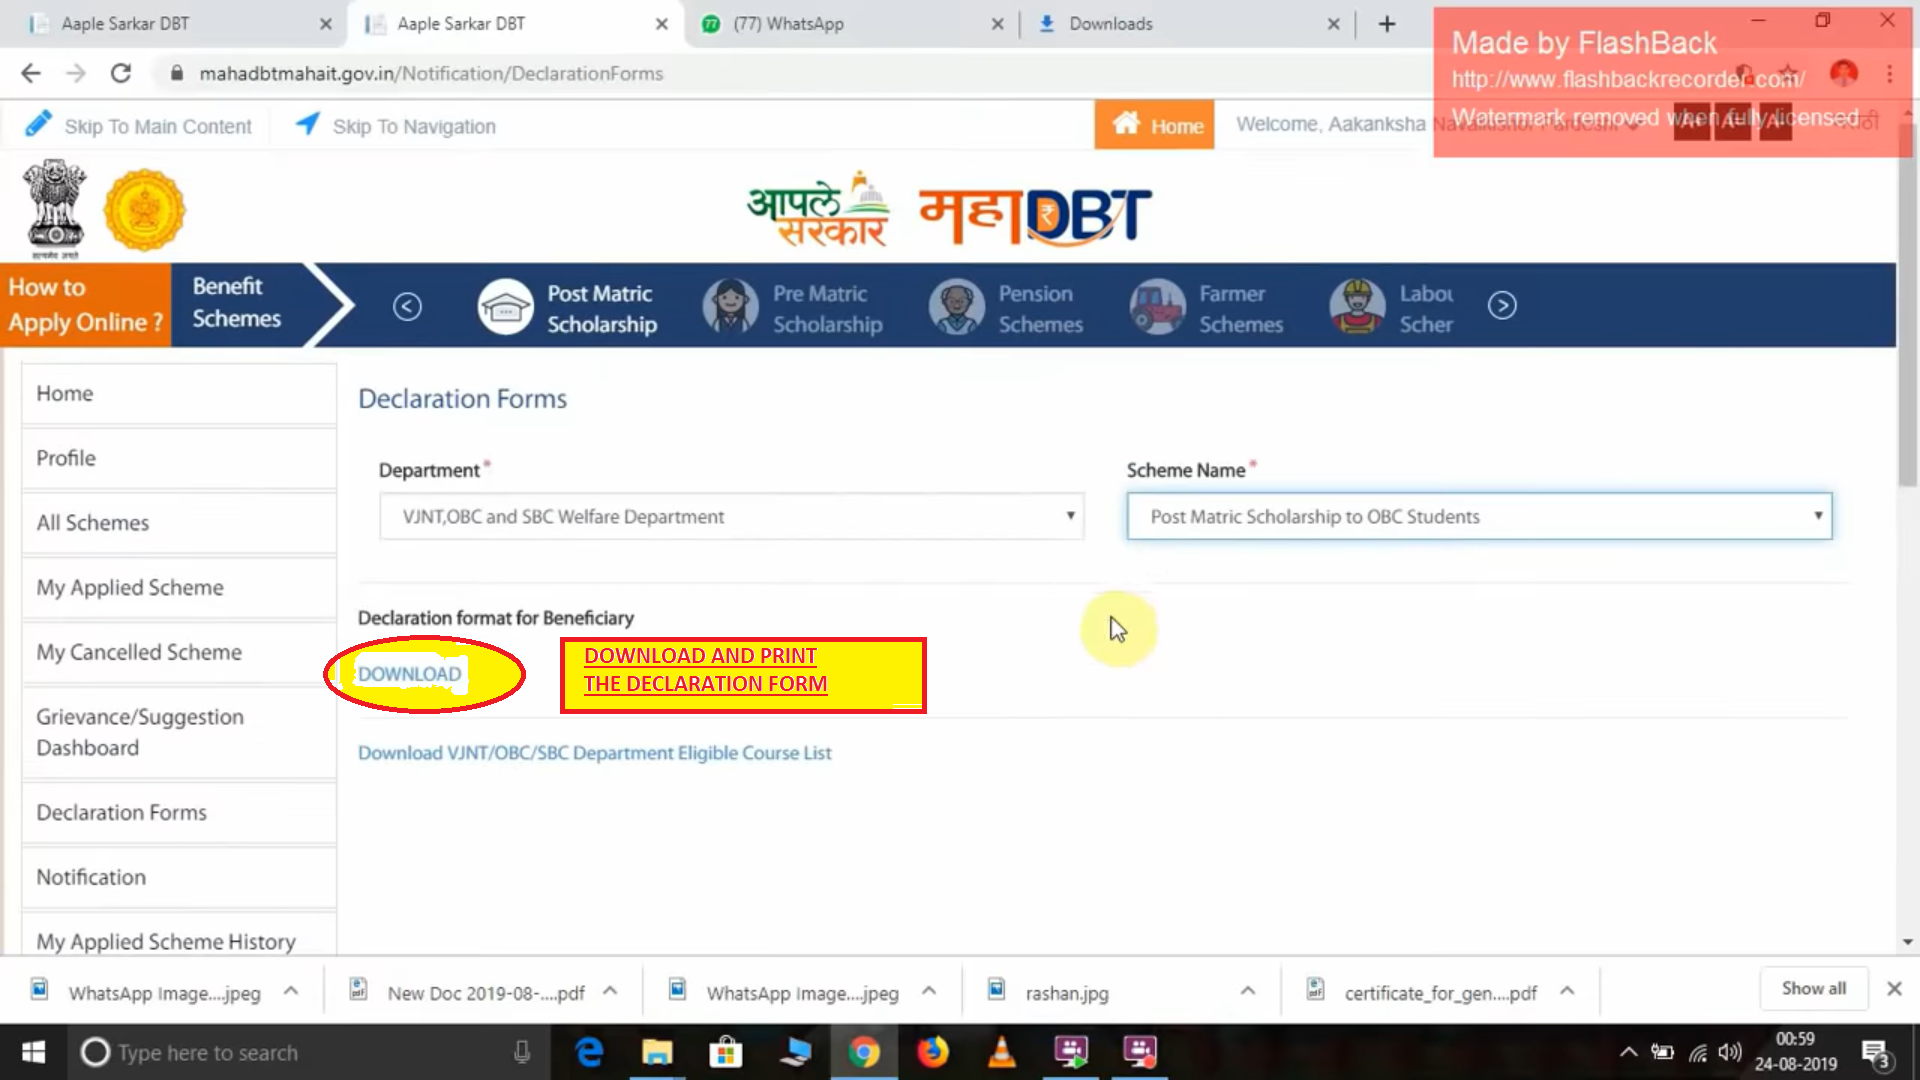 Aaple Sarkar DBT
Aaple Sarkar DBT
(77) WhatsApp
Downloads
mahadbtmahait.gov.in/Notification/DeclarationForms
Made by FlashBack
http://www.flashbackrecorder.com/
Watermark removed when fully licensed
Skip To Main Content
Skip To Navigation
Home
Welcome, Aakanksha
A+ A- A
आपले
सरकार
महाDBT
How to
Apply Online ?
Benefit
Schemes
Post Matric
Scholarship
Pre Matric
Scholarship
Pension
Schemes
Farmer
Schemes
Labou
Scher
Home
Profile
All Schemes
My Applied Scheme
My Cancelled Scheme
Grievance/Suggestion
Dashboard
Declaration Forms
Notification
My Applied Scheme History
Declaration Forms
Department *
VJNT,OBC and SBC Welfare Department
Scheme Name *
Post Matric Scholarship to OBC Students
Declaration format for Beneficiary
DOWNLOAD
DOWNLOAD AND PRINT
THE DECLARATION FORM
Download VJNT/OBC/SBC Department Eligible Course List
WhatsApp Image....jpeg
New Doc 2019-08-....pdf
WhatsApp Image....jpeg
rashan.jpg
certificate_for_gen....pdf
Show all
Type here to search
00:59
24-08-2019
3